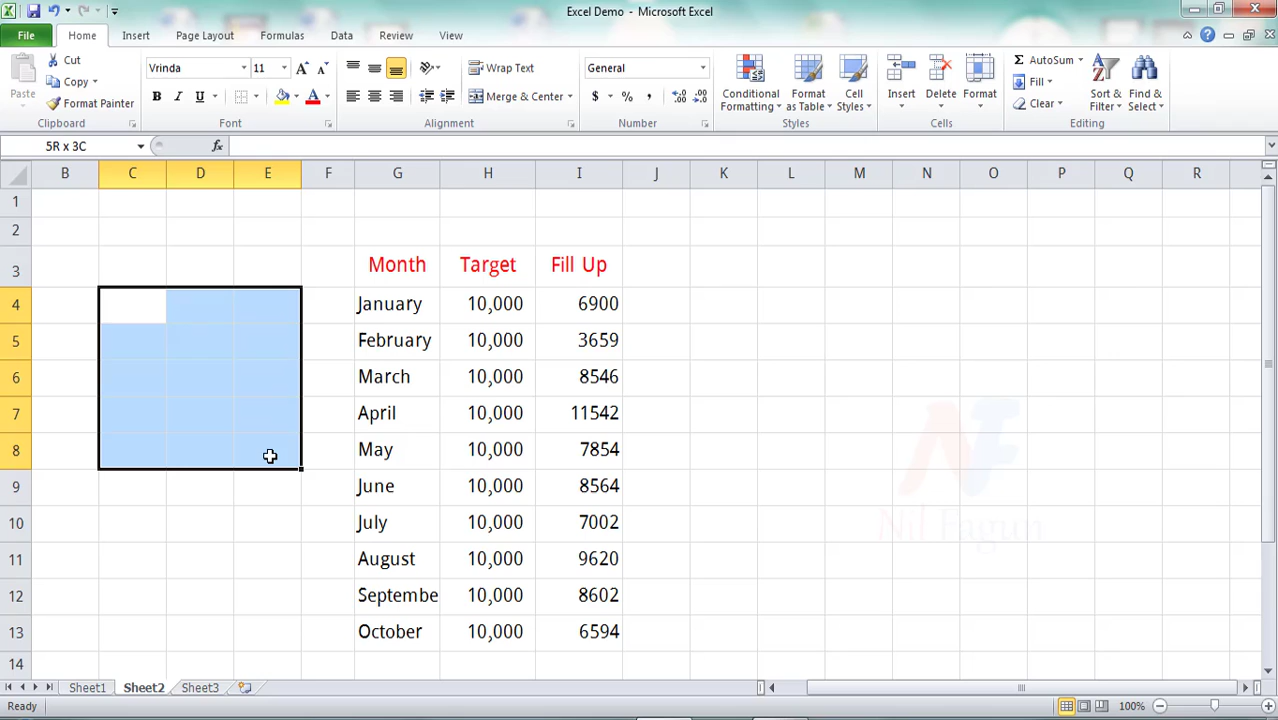 Excel Demo - Microsoft Excel
File Home Insert Page Layout Formulas Data Review View
Cut
Copy
Format Painter
Paste
Clipboard
Vrinda 11
B I U
Font
Wrap Text
Merge & Center
Alignment
General
$ % ,
Number
Conditional Formatting
Format as Table
Cell Styles
Styles
Insert Delete Format
Cells
AutoSum
Fill
Clear
Sort & Filter
Find & Select
Editing
5R x 3C fx
B C D E F G H I J K L M N O P Q R
1
2
3 Month Target Fill Up
4 January 10,000 6900
5 February 10,000 3659
6 March 10,000 8546
7 April 10,000 11542
8 May 10,000 7854
9 June 10,000 8564
10 July 10,000 7002
11 August 10,000 9620
12 Septembe 10,000 8602
13 October 10,000 6594
14
NF
Nil Fagun
Sheet1 Sheet2 Sheet3
Ready 100%